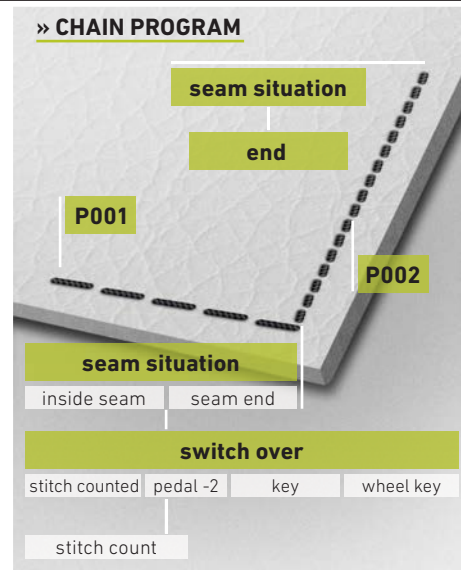 » CHAIN PROGRAM
seam situation
end
P001
P002
seam situation
inside seam seam end
switch over
stitch counted pedal -2 key wheel key
stitch count